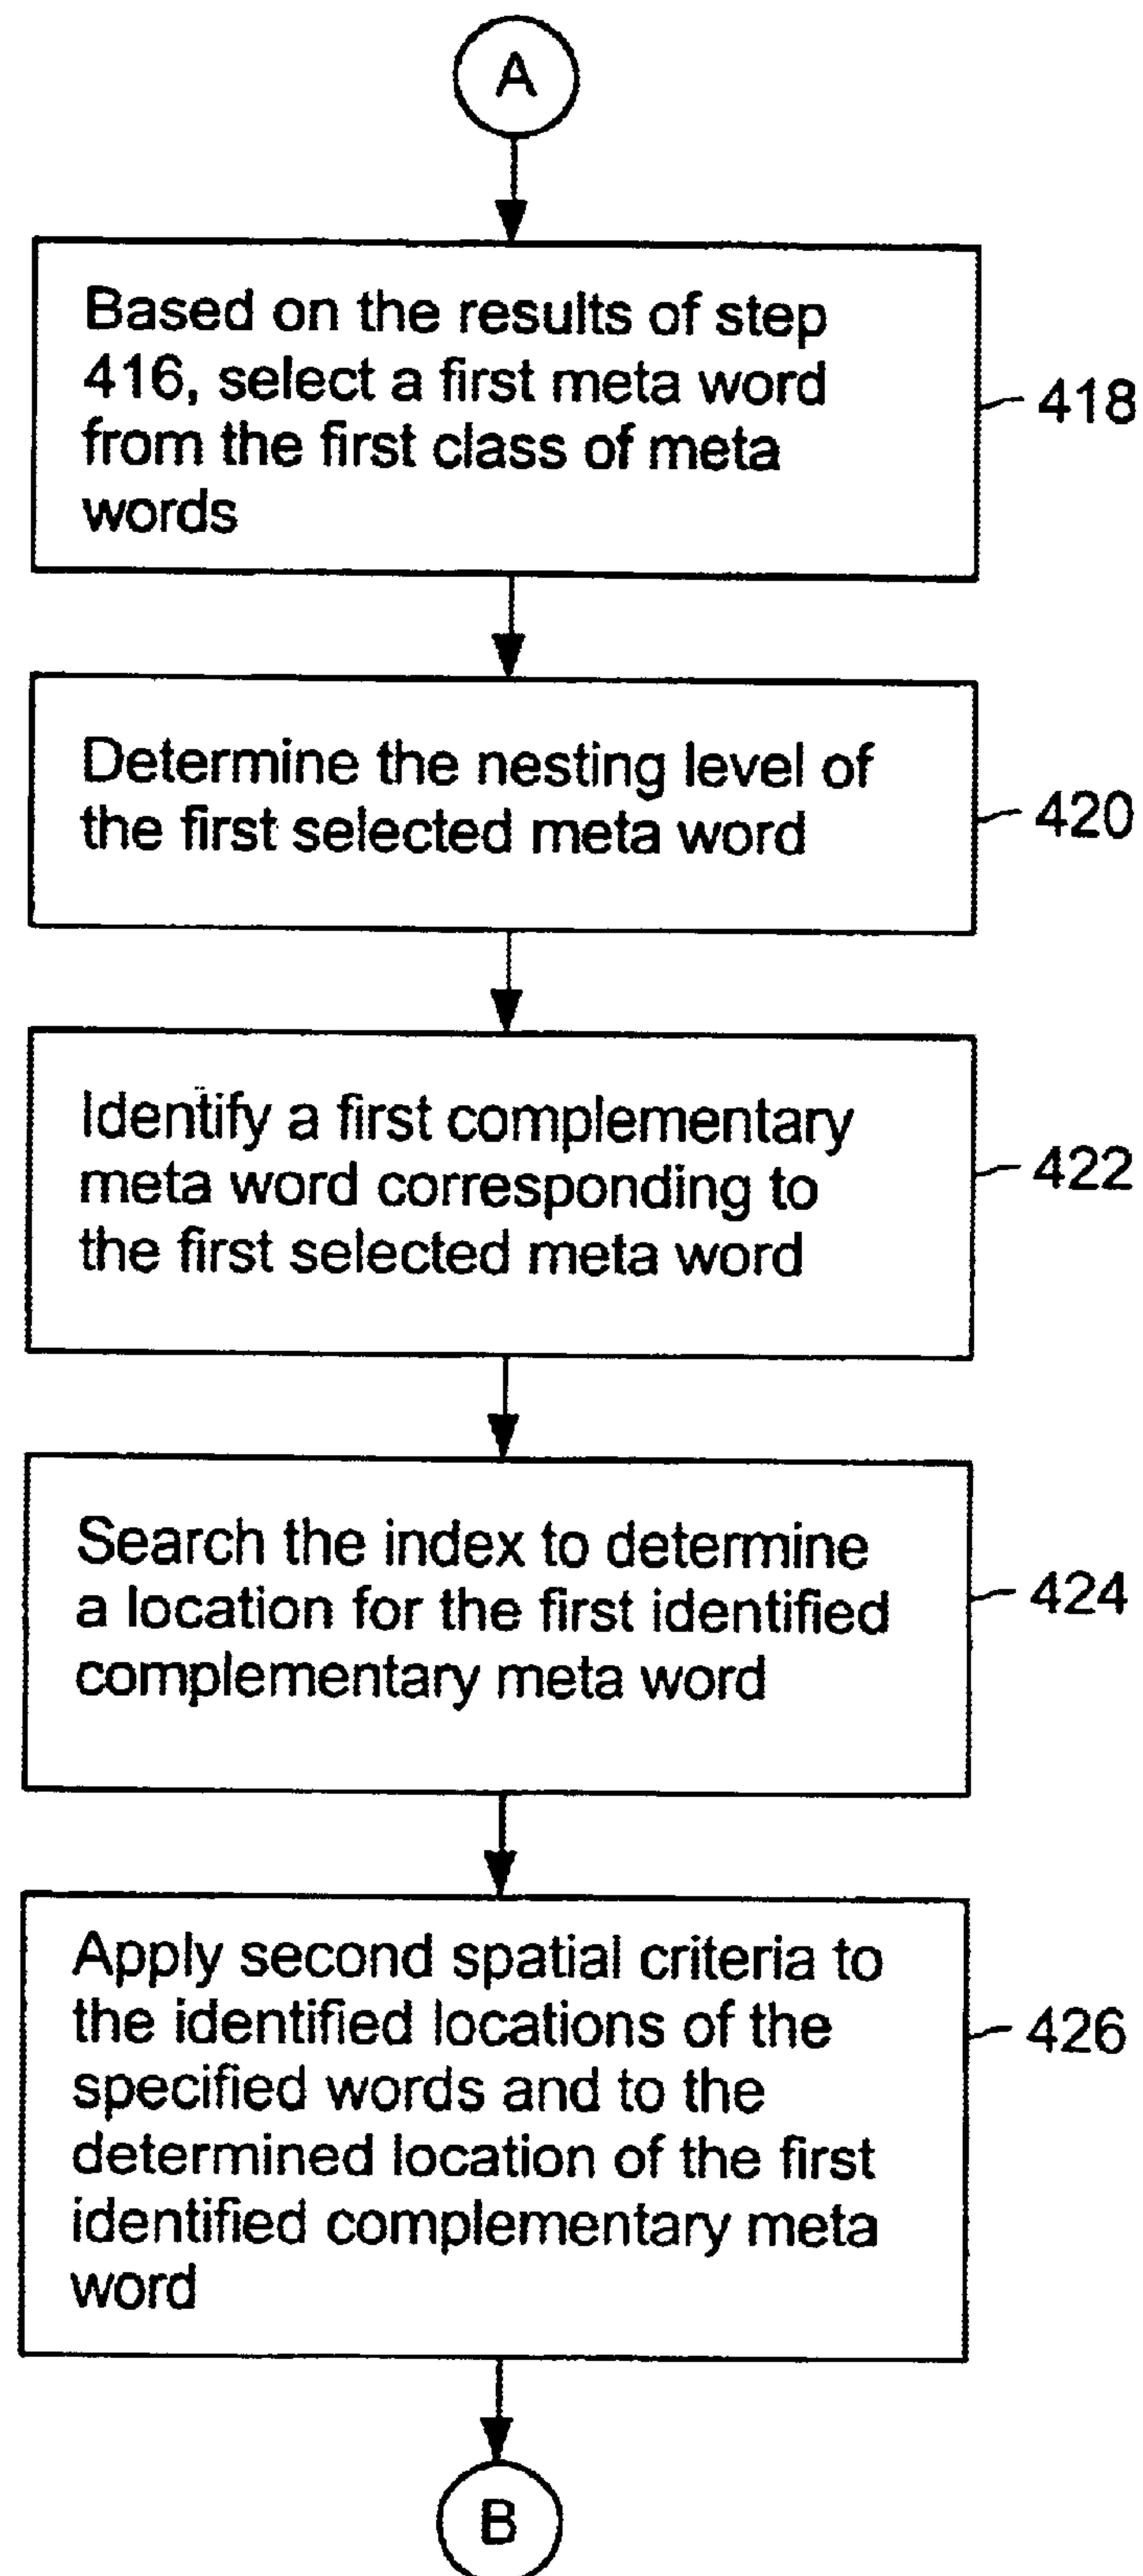 A
Based on the results of step
416, select a first meta word
from the first class of meta
words
418
Determine the nesting level of
the first selected meta word
420
Identify a first complementary
meta word corresponding to
the first selected meta word
422
Search the index to determine
a location for the first identified
complementary meta word
424
Apply second spatial criteria to
the identified locations of the
specified words and to the
determined location of the first
identified complementary meta
word
426
B